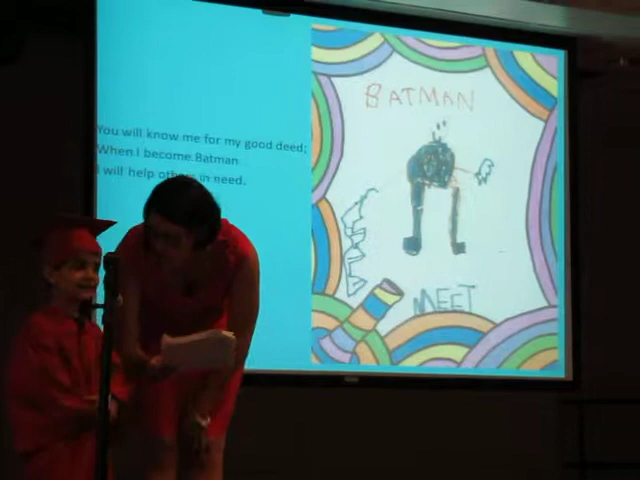 You will know me for my good deed;
When I become Batman
I will help others in need.
BATMAN
MEET